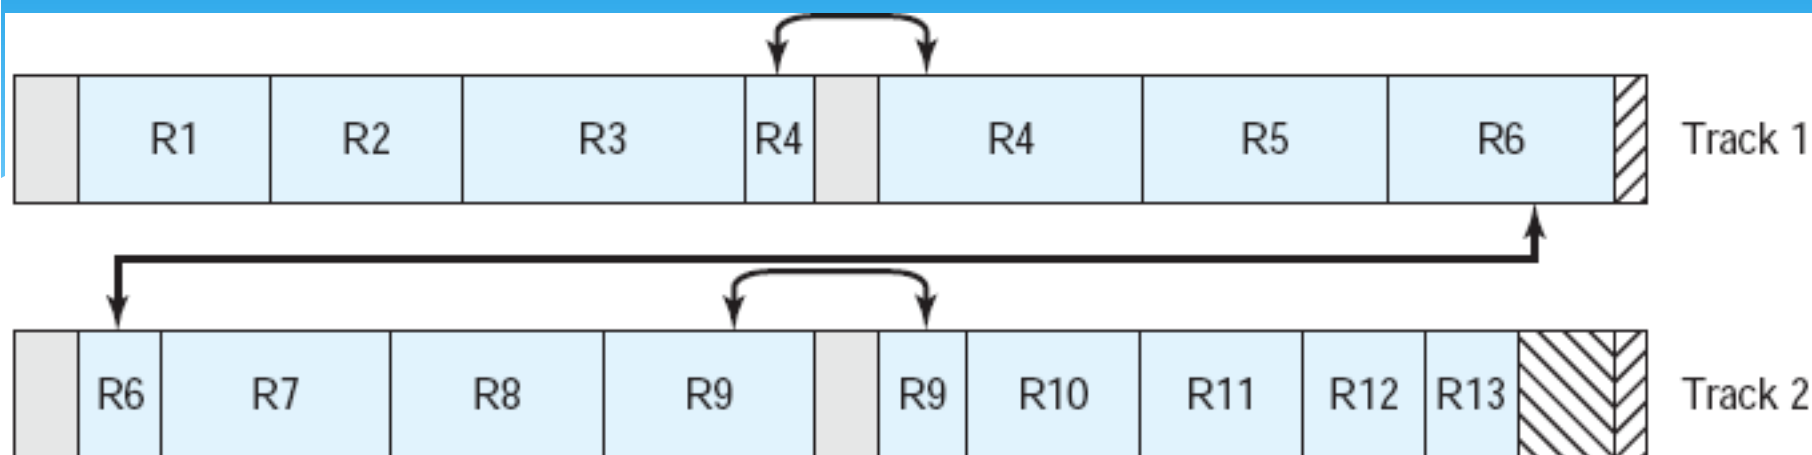 R1 R2 R3 R4 R4 R5 R6 Track 1
R6 R7 R8 R9 R9 R10 R11 R12 R13 Track 2